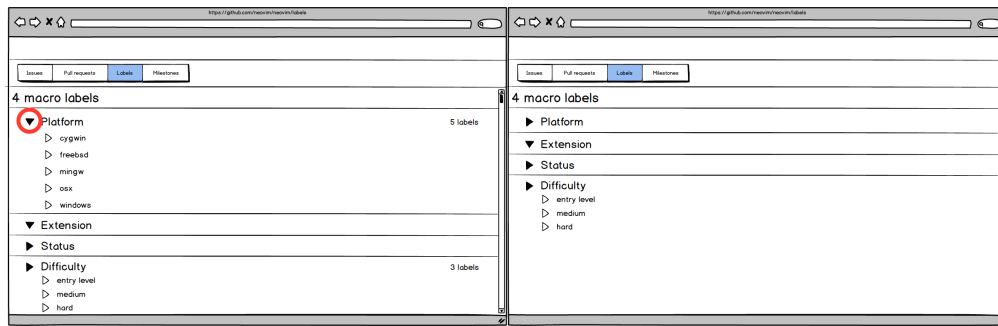 https://github.com/neovim/neovim/labels
Issues Pull requests Labels Milestones
4 macro labels
Platform 5 labels
cygwin
freebsd
mingw
osx
windows
Extension
Status
Difficulty 3 labels
entry level
medium
hard
https://github.com/neovim/neovim/labels
Issues Pull requests Labels Milestones
4 macro labels
Platform
Extension
Status
Difficulty
entry level
medium
hard